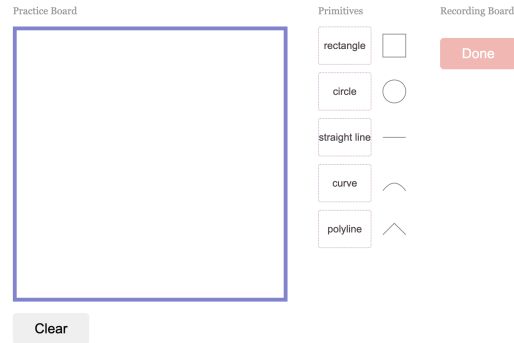 Practice Board
Primitives
Recording Board
rectangle
Done
circle
straight line
curve
polyline
Clear